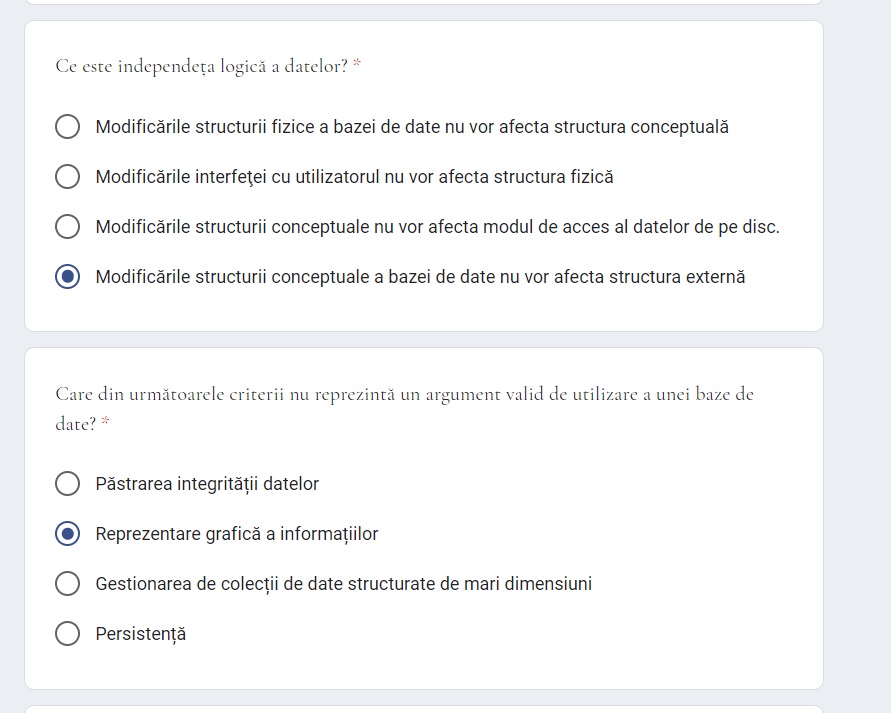 Ce este independeța logică a datelor? *
Modificările structurii fizice a bazei de date nu vor afecta structura conceptuală
Modificările interfeţei cu utilizatorul nu vor afecta structura fizică
Modificările structurii conceptuale nu vor afecta modul de acces al datelor de pe disc.
Modificările structurii conceptuale a bazei de date nu vor afecta structura externă
Care din următoarele criterii nu reprezintă un argument valid de utilizare a unei baze de
date? *
Păstrarea integrității datelor
Reprezentare grafică a informațiilor
Gestionarea de colecții de date structurate de mari dimensiuni
Persistență